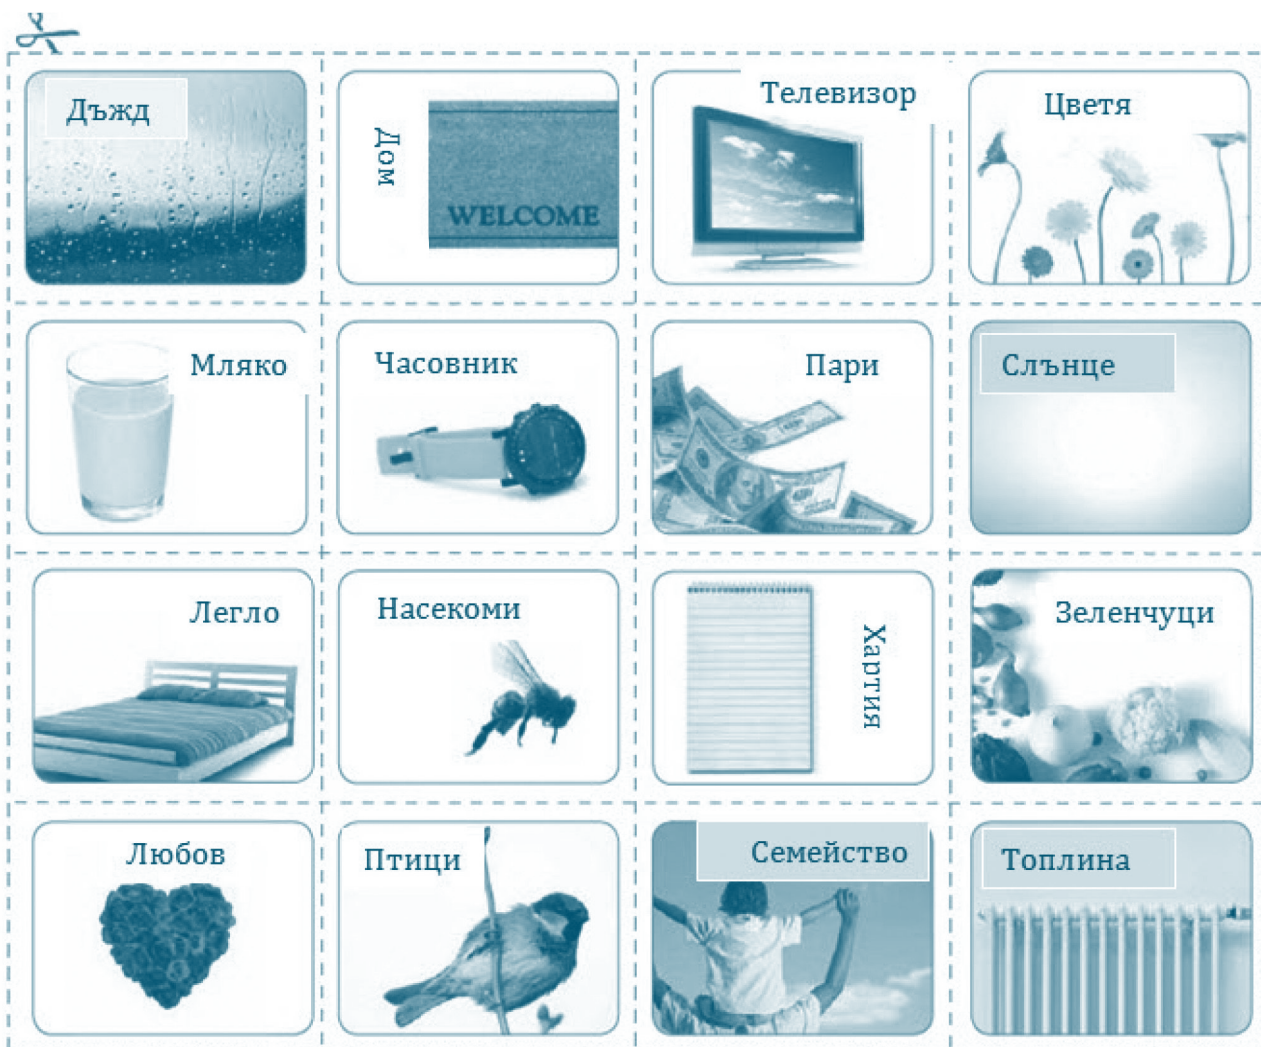 Дъжд
Дом
WELCOME
Телевизор
Цветя
Мляко
Часовник
Пари
Слънце
Легло
Насекоми
Хартия
Зеленчуци
Любов
Птици
Семейство
Топлина